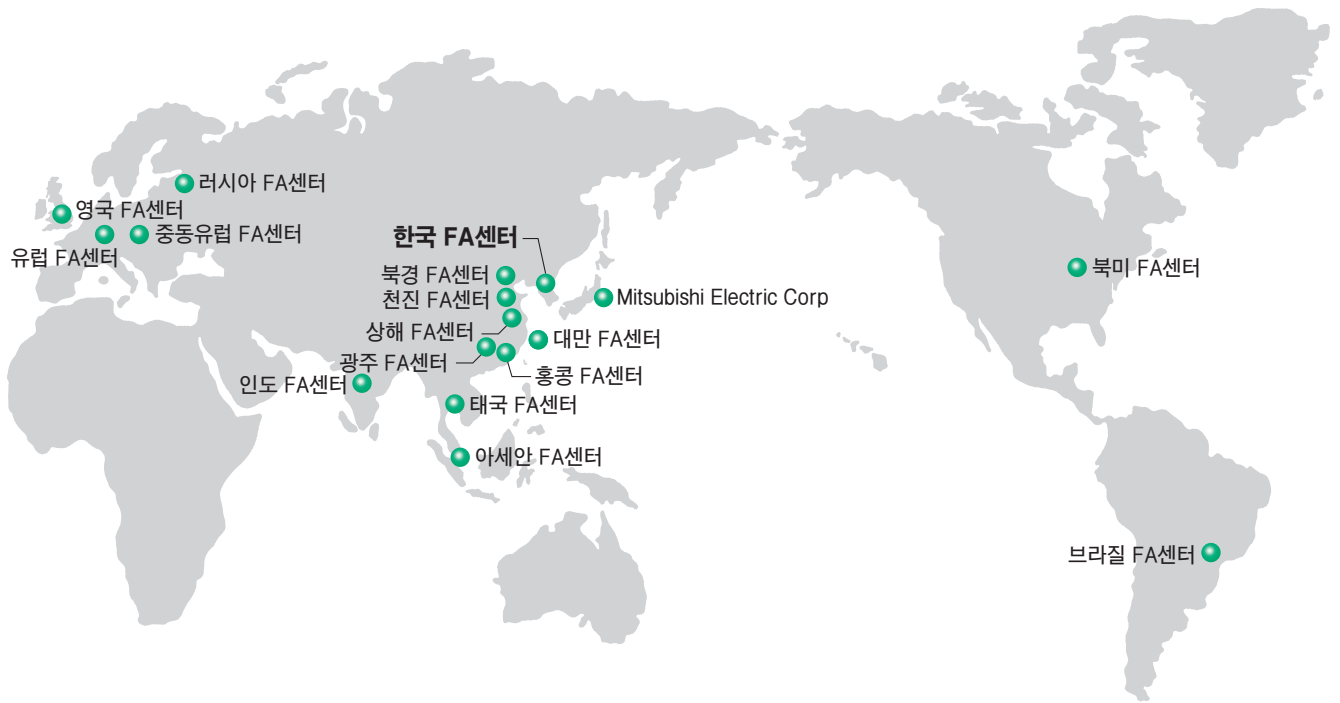 러시아 FA센터
영국 FA센터
중동유럽 FA센터
유럽 FA센터
한국 FA센터
북경 FA센터
천진 FA센터
Mitsubishi Electric Corp
상해 FA센터
대만 FA센터
광주 FA센터
홍콩 FA센터
인도 FA센터
태국 FA센터
아세안 FA센터
북미 FA센터
브라질 FA센터